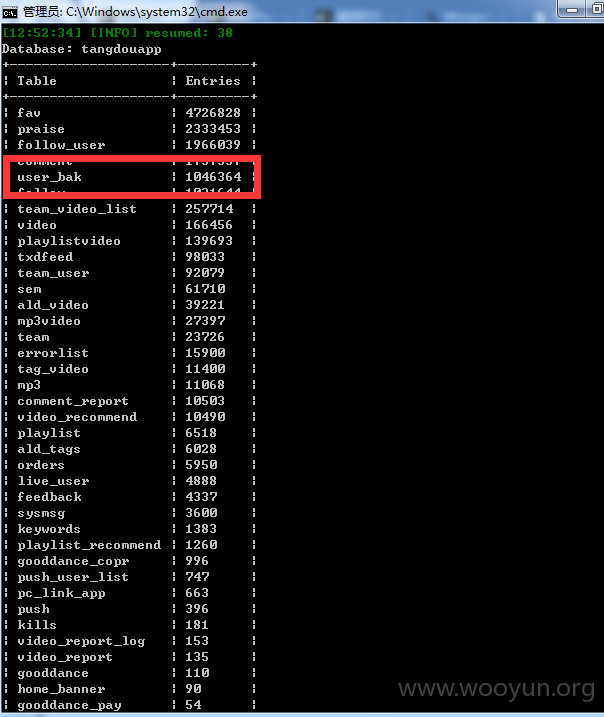 管理员: C:\Windows\system32\cmd.exe
[12:52:34] [INFO] resumed: 38
Database: tangdouapp
+--------------------+---------+
¦ Table ¦ Entries ¦
+--------------------+---------+
¦ fav ¦ 4726828 ¦
¦ praise ¦ 2333453 ¦
¦ follow_user ¦ 1966039 ¦
¦ comment
¦ user_bak ¦ 1046364 ¦
¦ follow ¦ 1031644 ¦
¦ team_video_list ¦ 257714 ¦
¦ video ¦ 166456 ¦
¦ playlistvideo ¦ 139693 ¦
¦ txdfeed ¦ 98033 ¦
¦ team_user ¦ 92079 ¦
¦ sem ¦ 61710 ¦
¦ ald_video ¦ 39221 ¦
¦ mp3video ¦ 27397 ¦
¦ team ¦ 23726 ¦
¦ errorlist ¦ 15900 ¦
¦ tag_video ¦ 11400 ¦
¦ mp3 ¦ 11068 ¦
¦ comment_report ¦ 10503 ¦
¦ video_recommend ¦ 10490 ¦
¦ playlist ¦ 6518 ¦
¦ ald_tags ¦ 6028 ¦
¦ orders ¦ 5950 ¦
¦ live_user ¦ 4888 ¦
¦ feedback ¦ 4337 ¦
¦ sysmsg ¦ 3600 ¦
¦ keywords ¦ 1383 ¦
¦ playlist_recommend ¦ 1260 ¦
¦ gooddance_copr ¦ 996 ¦
¦ push_user_list ¦ 747 ¦
¦ pc_link_app ¦ 663 ¦
¦ push ¦ 396 ¦
¦ kills ¦ 181 ¦
¦ video_report_log ¦ 153 ¦
¦ video_report ¦ 135 ¦
¦ gooddance ¦ 110 ¦
¦ home_banner ¦ 90 ¦
¦ gooddance_pay ¦ 54 ¦
www.wooyun.org